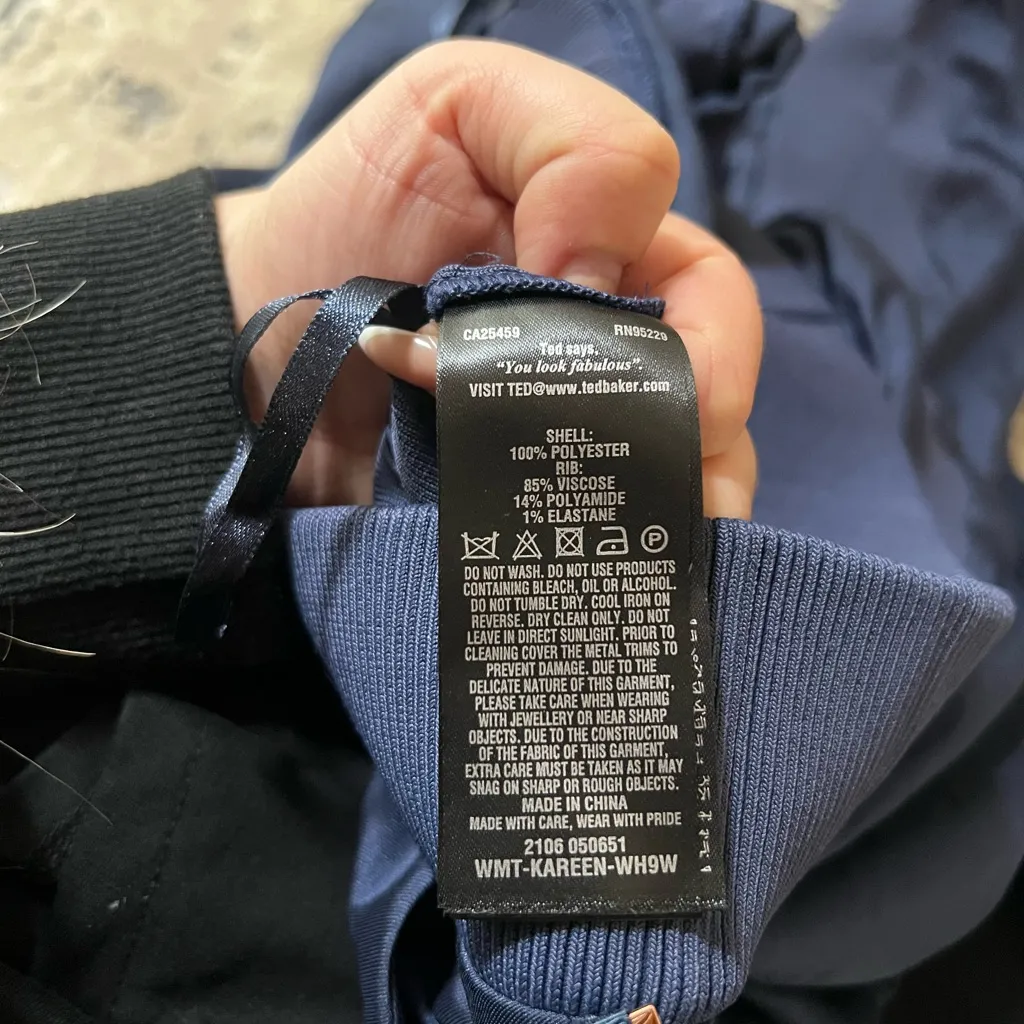 CA25459 RN95229
Ted says,
"You look fabulous".
VISIT TED@www.tedbaker.com
SHELL:
100% POLYESTER
RIB:
85% VISCOSE
14% POLYAMIDE
1% ELASTANE
P
DO NOT WASH. DO NOT USE PRODUCTS
CONTAINING BLEACH, OIL OR ALCOHOL.
DO NOT TUMBLE DRY. COOL IRON ON
REVERSE. DRY CLEAN ONLY. DO NOT
LEAVE IN DIRECT SUNLIGHT. PRIOR TO
CLEANING COVER THE METAL TRIMS TO
PREVENT DAMAGE. DUE TO THE
DELICATE NATURE OF THIS GARMENT,
PLEASE TAKE CARE WHEN WEARING
WITH JEWELLERY OR NEAR SHARP
OBJECTS. DUE TO THE CONSTRUCTION
OF THE FABRIC OF THIS GARMENT,
EXTRA CARE MUST BE TAKEN AS IT MAY
SNAG ON SHARP OR ROUGH OBJECTS.
MADE IN CHINA
MADE WITH CARE, WEAR WITH PRIDE
2106 050651
WMT-KAREEN-WH9W